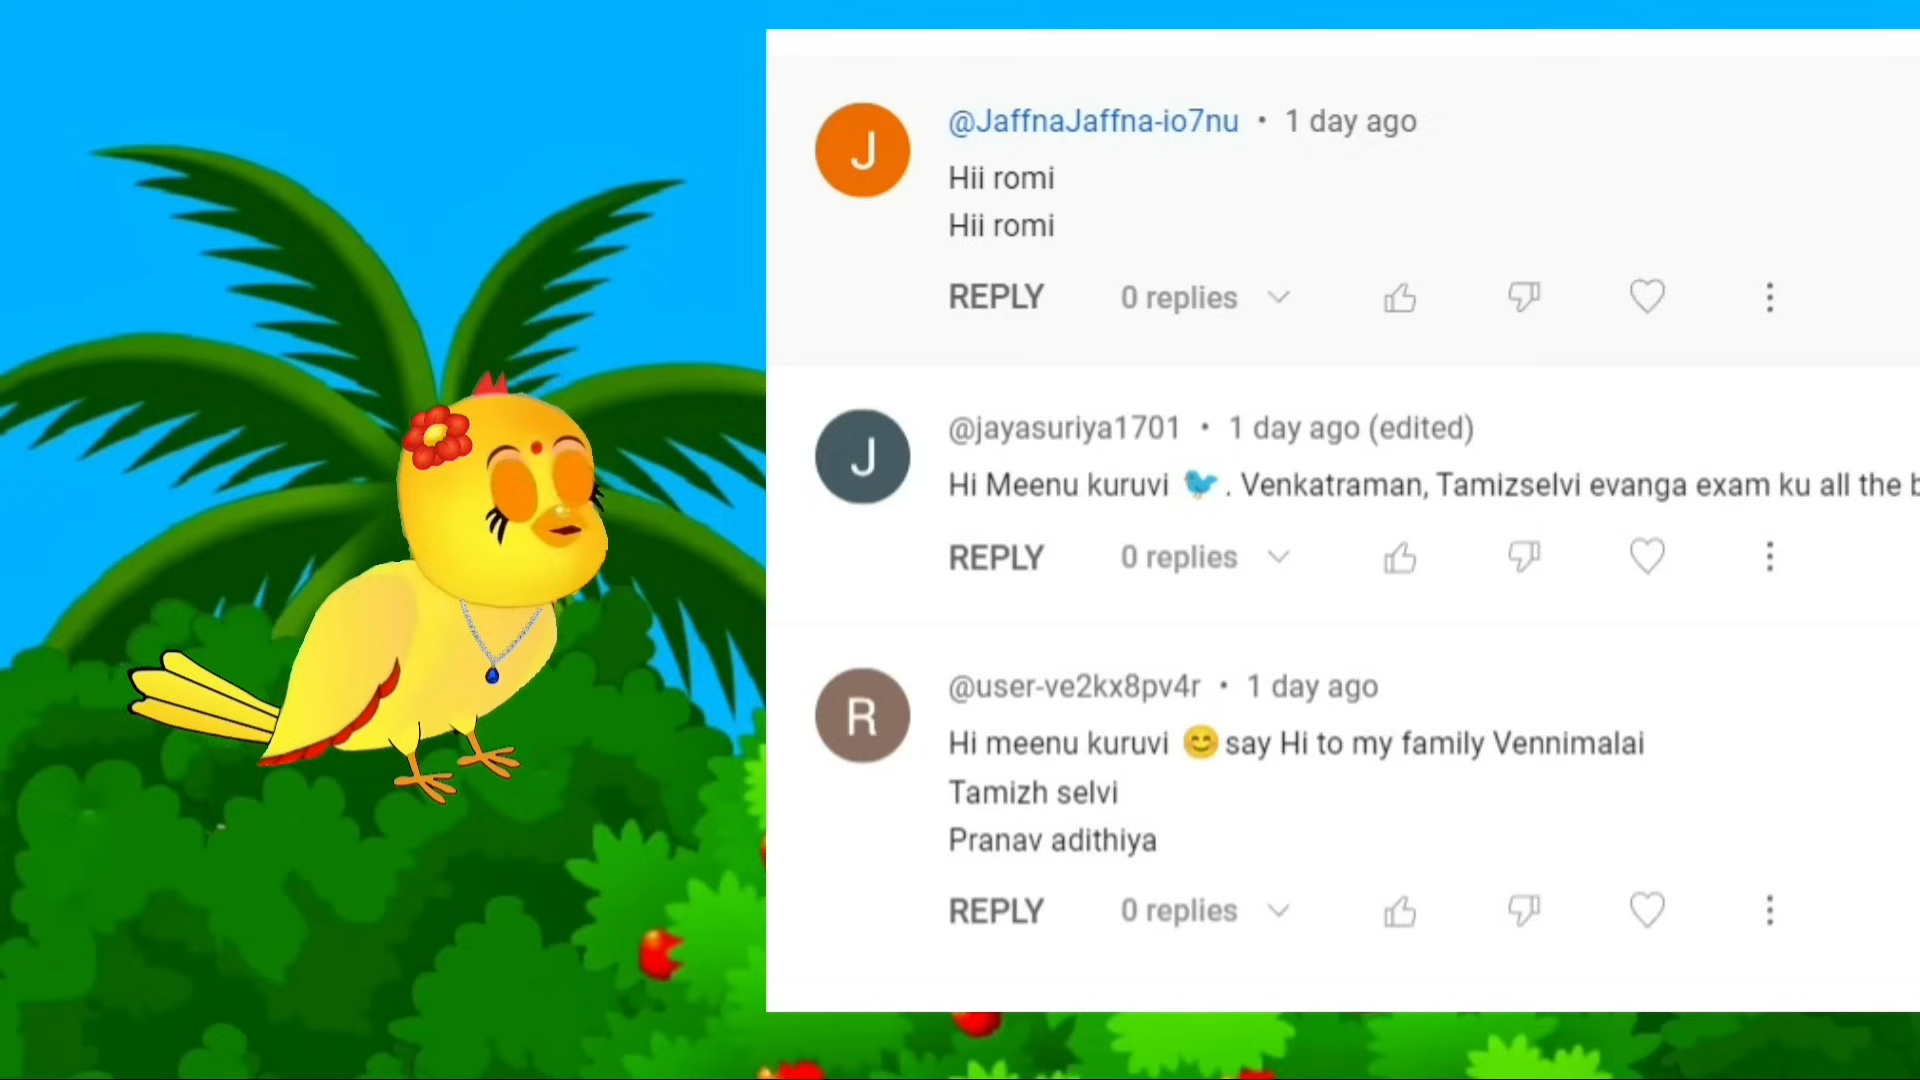 J
@JaffnaJaffna-io7nu • 1 day ago
Hii romi
Hii romi
REPLY 0 replies
J
@jayasuriya1701 • 1 day ago (edited)
Hi Meenu kuruvi 🐦. Venkatraman, Tamizselvi evanga exam ku all the
REPLY 0 replies
R
@user-ve2kx8pv4r • 1 day ago
Hi meenu kuruvi 😊 say Hi to my family Vennimalai
Tamizh selvi
Pranav adithiya
REPLY 0 replies